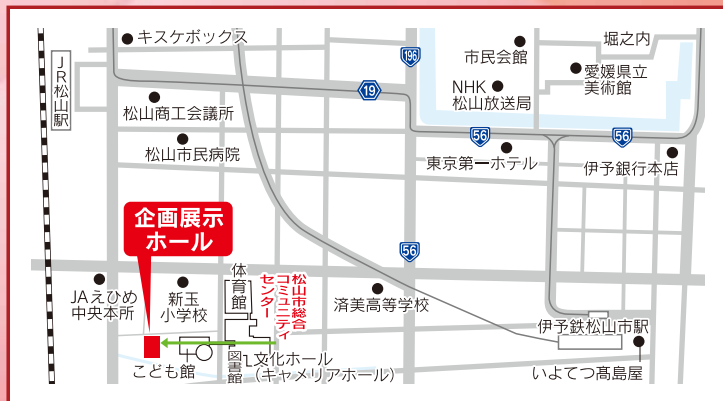 キスケボックス
JR松山駅
松山商工会議所
松山市民病院
19
196
市民会館
NHK
松山放送局
堀之内
愛媛県立
美術館
56
56
東京第一ホテル
伊予銀行本店
企画展示
ホール
56
JAえひめ
中央本所
新玉
小学校
体育館
松山市総合
コミュニティ
センター
済美高等学校
こども館
図書館
文化ホール
(キャメリアホール)
伊予鉄松山市駅
いよてつ髙島屋